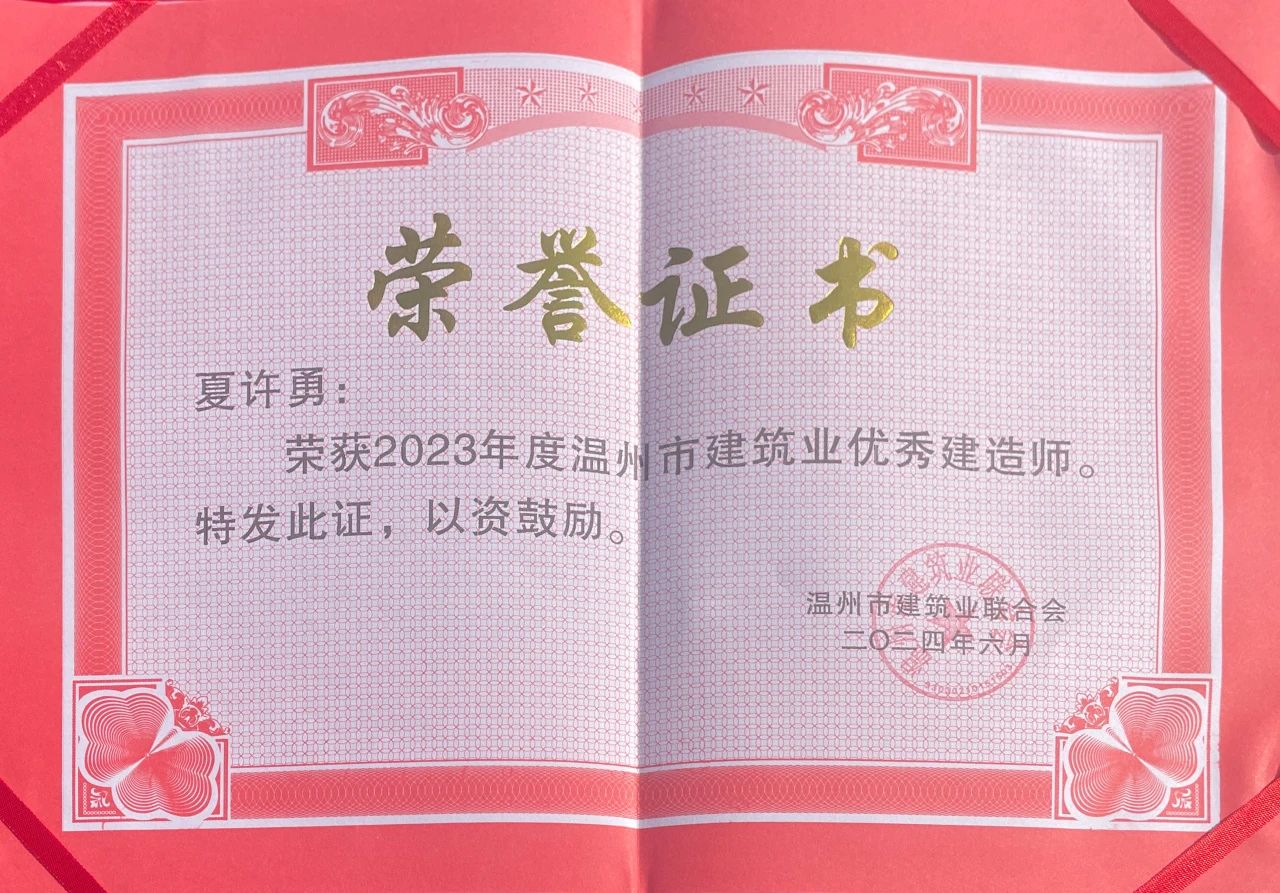 荣誉证书
夏许勇：
荣获2023年度温州市建筑业优秀建造师。
特发此证，以资鼓励。
温州市建筑业联合会
二〇二四年六月